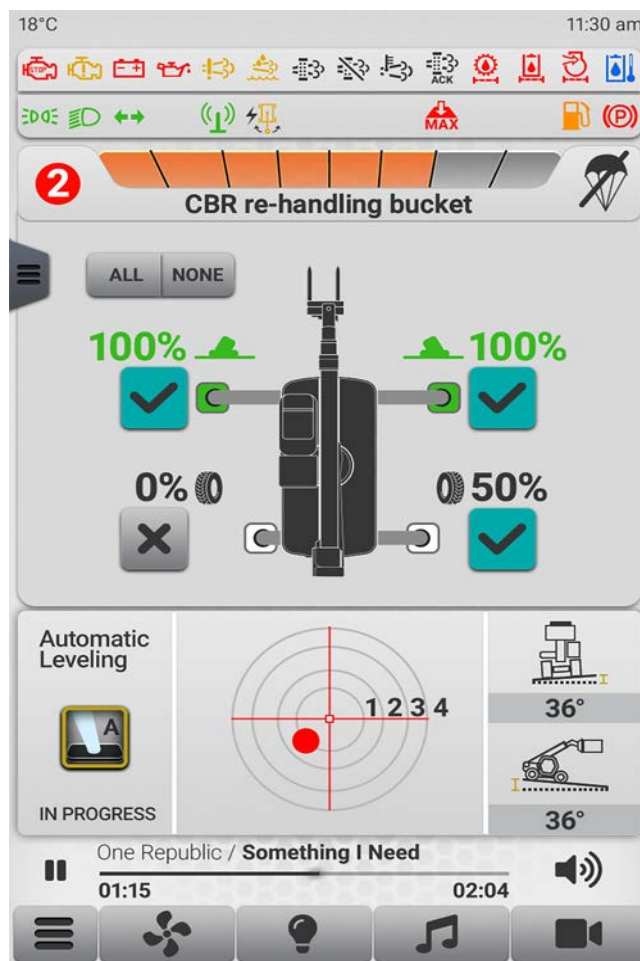 18°C
11:30 am
STOP
ACK
MAX
P
2
CBR re-handling bucket
ALL
NONE
100%
100%
0%
50%
Automatic
Leveling
A
IN PROGRESS
1 2 3 4
36°
36°
One Republic / Something I Need
01:15
02:04